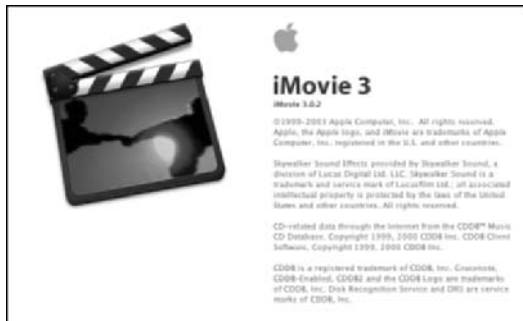 iMovie 3
iMovie 3.0.2
©1999-2003 Apple Computer, Inc. All rights reserved.
Apple, the Apple logo, and iMovie are trademarks of Apple
Computer, Inc. registered in the U.S. and other countries.
Skywalker Sound Effects provided by Skywalker Sound, a
division of Lucas Digital Ltd. LLC. Skywalker Sound is a
trademark and service mark of Lucasfilm Ltd.; all associated
intellectual property is protected by the laws of the United
States and other countries. All rights reserved.
CD-related data through the Internet from the CDDB™ Music
CD Database, Copyright 1999, 2000 CDDB Inc. CDDB Client
Software, Copyright 1999, 2000 CDDB Inc.
CDDB is a registered trademark of CDDB, Inc. Gracenote,
CDDB-Enabled, CDDB2 and the CDDB Logo are trademarks
of CDDB, Inc. Disk Recognition Service and DRS are service
marks of CDDB, Inc.